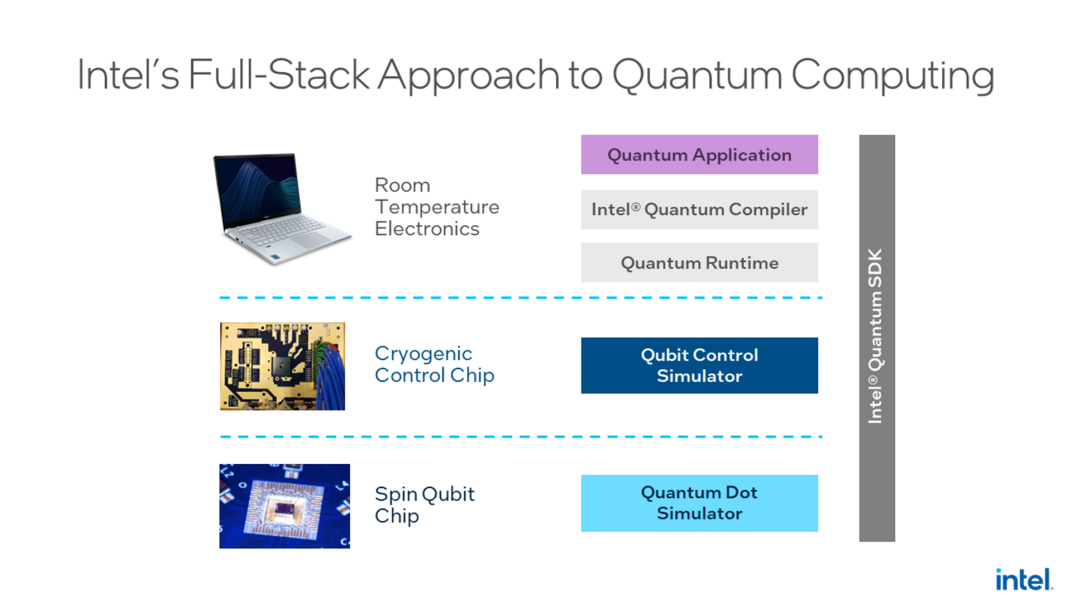 Intel's Full-Stack Approach to Quantum Computing
Room
Temperature
Electronics
Quantum Application
Intel® Quantum Compiler
Quantum Runtime
Cryogenic
Control Chip
Qubit Control
Simulator
Spin Qubit
Chip
Quantum Dot
Simulator
Intel® Quantum SDK
intel.